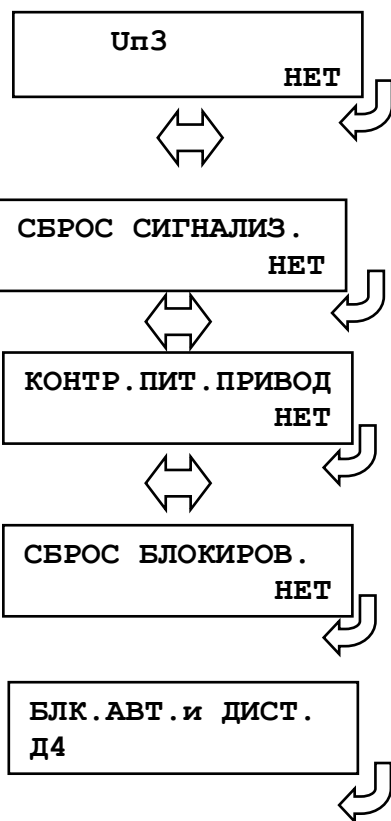 Uп3
НЕТ
СБРОС СИГНАЛИЗ.
НЕТ
КОНТР.ПИТ.ПРИВОД
НЕТ
СБРОС БЛОКИРОВ.
НЕТ
БЛК.АВТ.и ДИСТ.
Д4